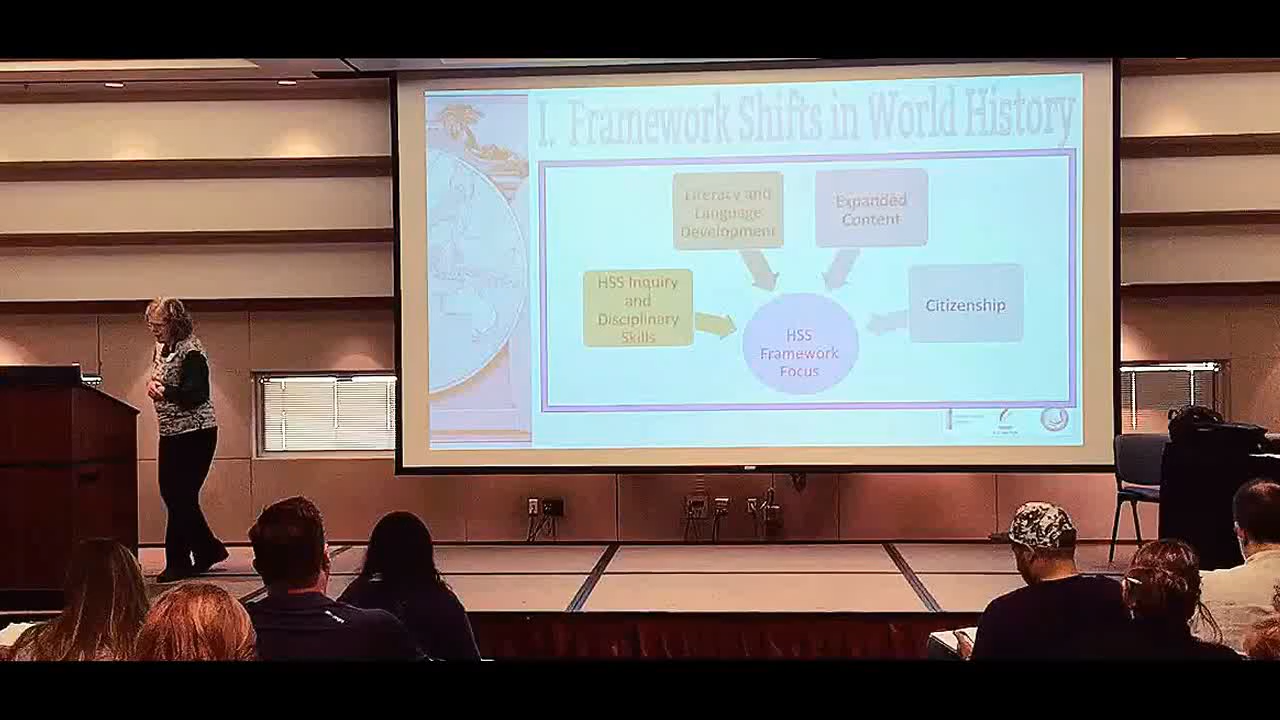 I. Framework Shifts in World History
Literacy and
Language
Development
Expanded
Content
HSS Inquiry
and
Disciplinary
Skills
Citizenship
HSS
Framework
Focus